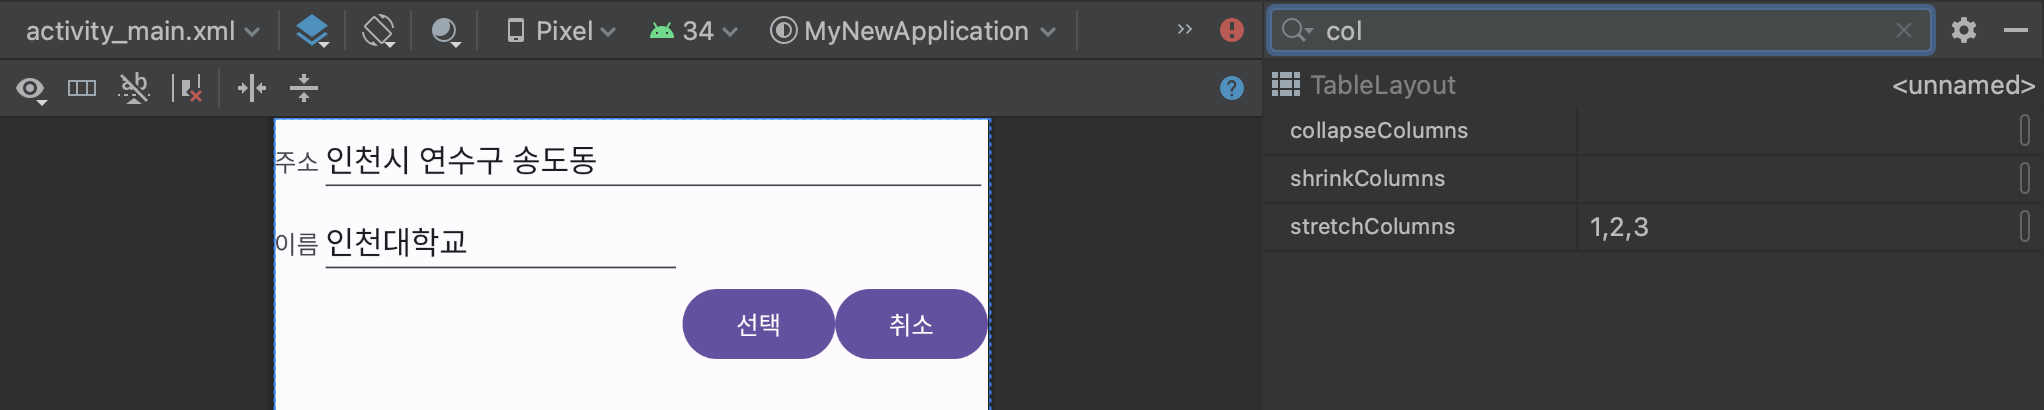 activity_main.xml
Pixel
34
MyNewApplication
col
ab
TableLayout
<unnamed>
collapseColumns
shrinkColumns
stretchColumns 1,2,3
주소 인천시 연수구 송도동
이름 인천대학교
선택 취소